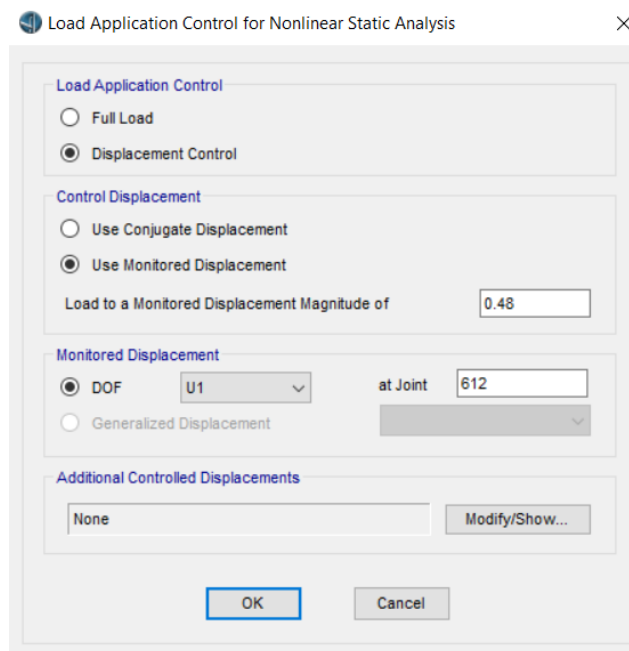 Load Application Control for Nonlinear Static Analysis
Load Application Control
Full Load
Displacement Control
Control Displacement
Use Conjugate Displacement
Use Monitored Displacement
Load to a Monitored Displacement Magnitude of 0.48
Monitored Displacement
DOF U1 at Joint 612
Generalized Displacement
Additional Controlled Displacements
None Modify/Show...
OK Cancel